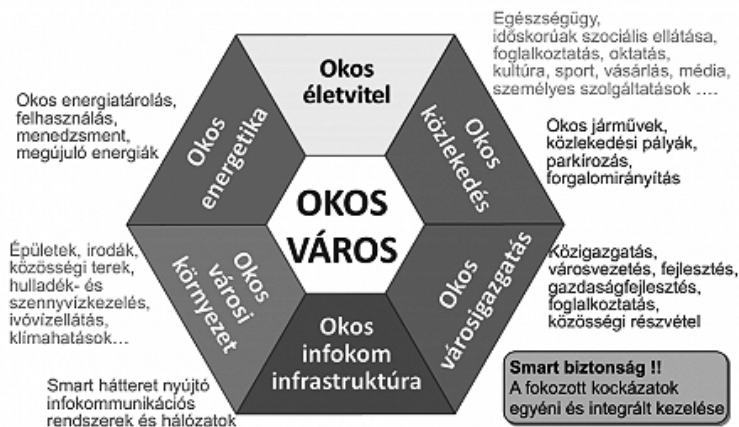 Egészségügy,
időskorúak szociális ellátása,
foglalkoztatás, oktatás,
kultúra, sport, vásárlás, média,
személyes szolgáltatások ....
Okos
életvitel
Okos energiatárolás,
felhasználás,
menedzsment,
megújuló energiák
Okos
energetika
Okos
közlekedés
Okos járművek,
közlekedési pályák,
parkírozás,
forgalomirányítás
OKOS
VÁROS
Épületek, irodák,
közösségi terek,
hulladék- és
szennyvízkezelés,
ivóvízellátás,
klímahatások...
Okos
városi
környezet
Okos
városigazgatás
Közigazgatás,
városvezetés, fejlesztés,
gazdaságfejlesztés,
foglalkoztatás,
közösségi részvétel
Okos
infokom
infrastruktúra
Smart hátteret nyújtó
infokommunikációs
rendszerek és hálózatok
Smart biztonság !!
A fokozott kockázatok
egyéni és integrált kezelése